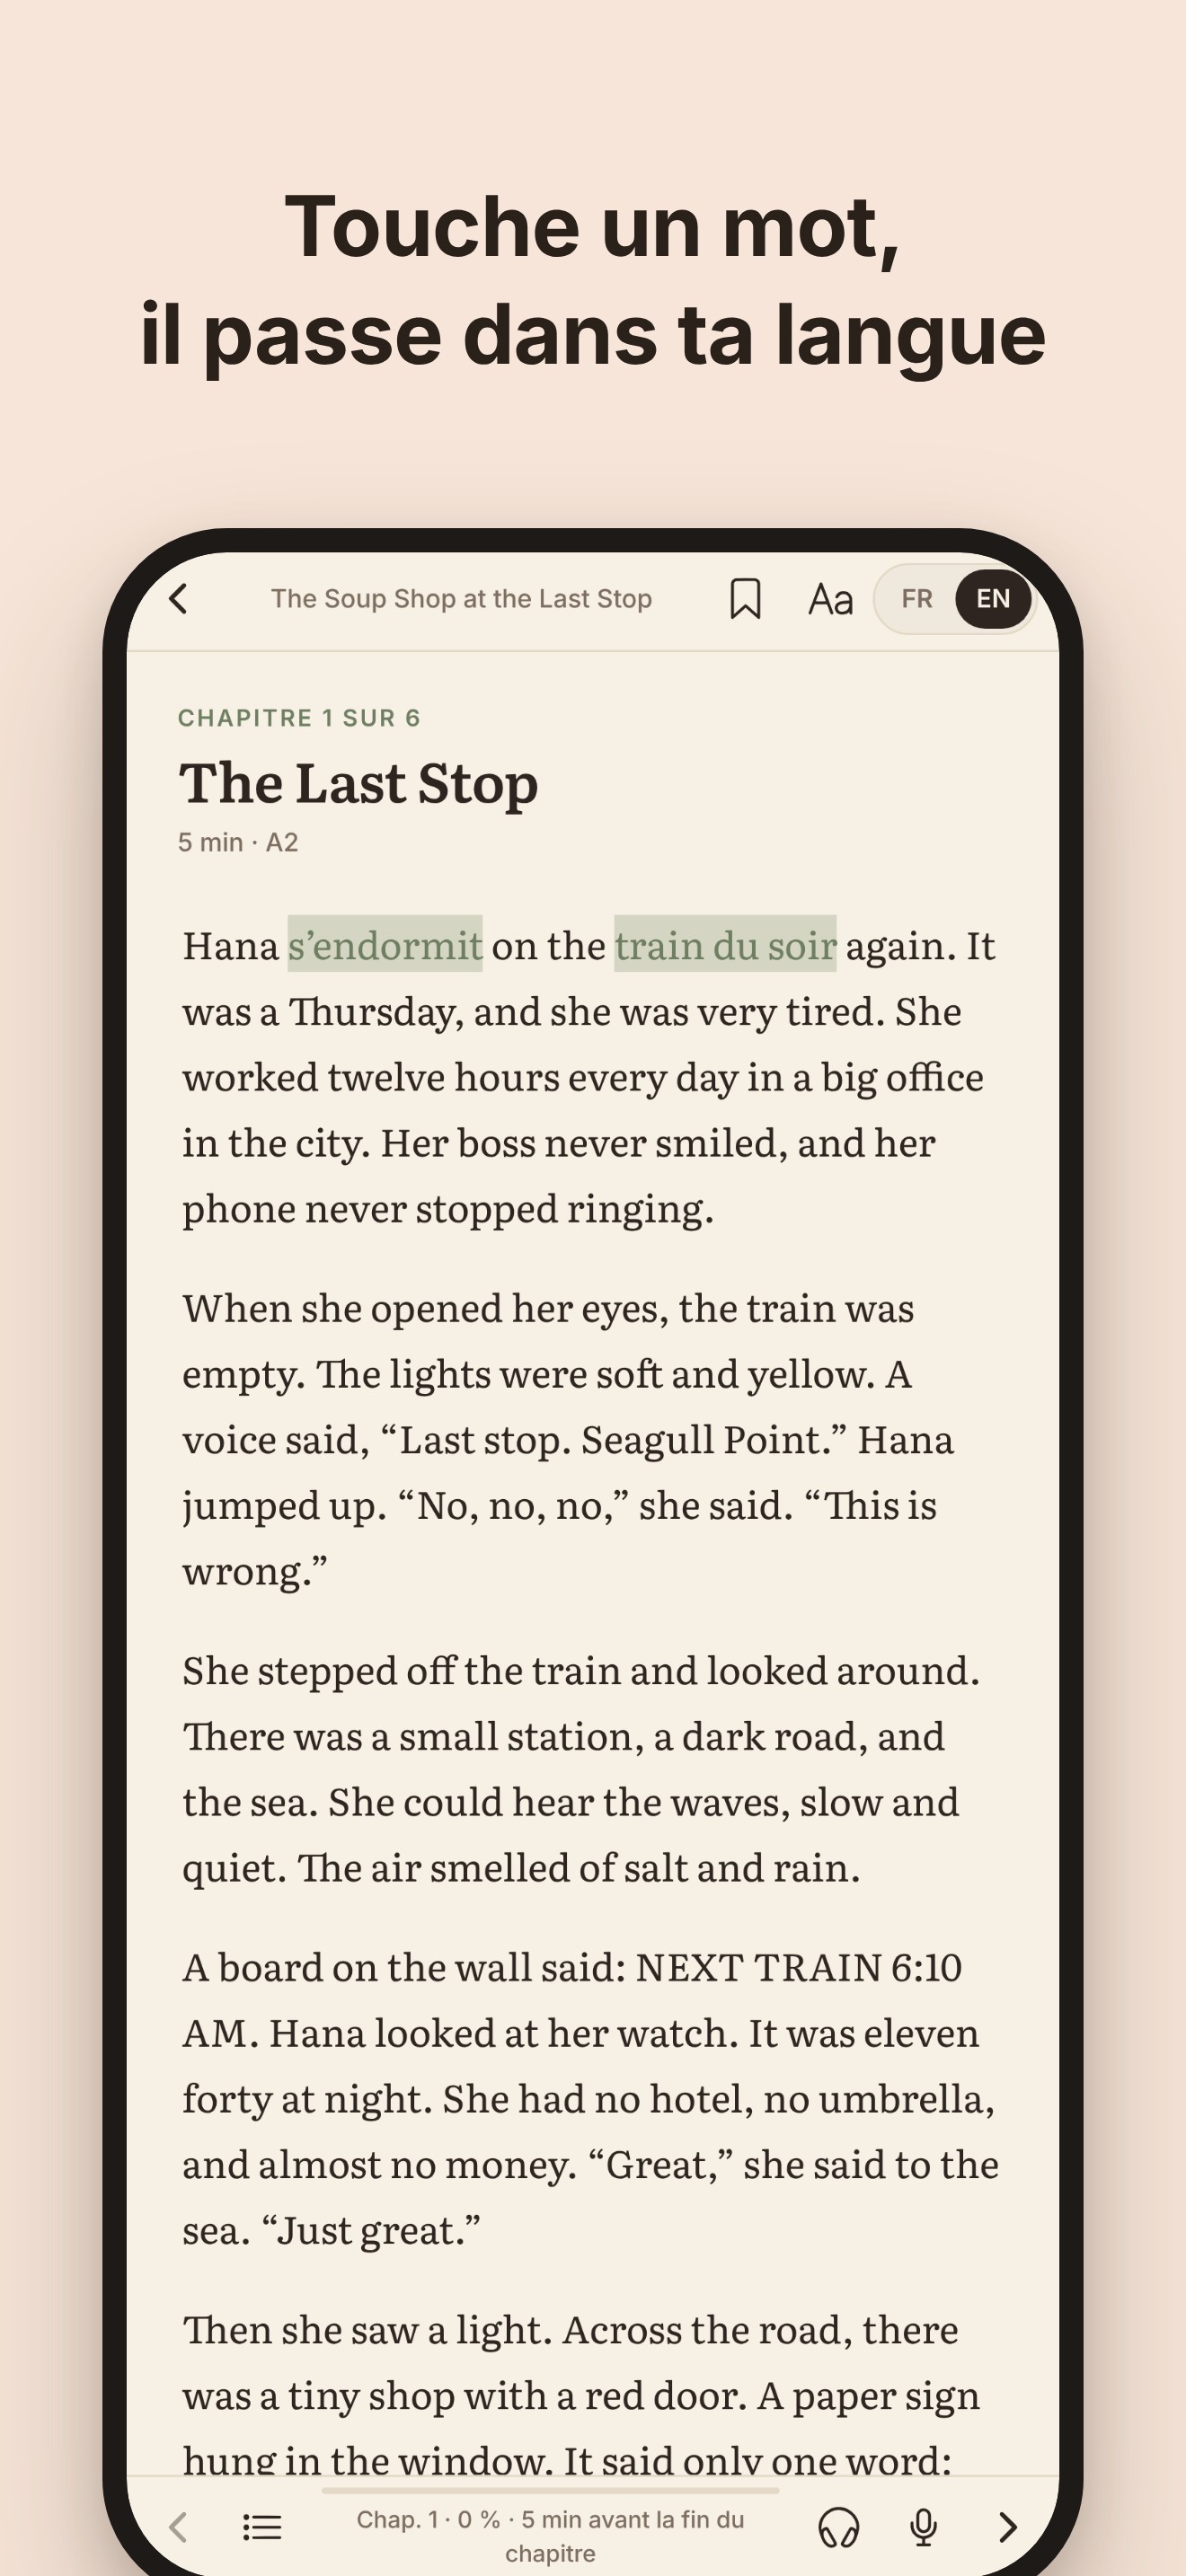 Touche un mot,
il passe dans ta langue
The Soup Shop at the Last Stop
Aa
FR
EN
CHAPITRE 1 SUR 6
The Last Stop
5 min · A2
Hana s’endormit on the train du soir again. It
was a Thursday, and she was very tired. She
worked twelve hours every day in a big office
in the city. Her boss never smiled, and her
phone never stopped ringing.
When she opened her eyes, the train was
empty. The lights were soft and yellow. A
voice said, “Last stop. Seagull Point.” Hana
jumped up. “No, no, no,” she said. “This is
wrong.”
She stepped off the train and looked around.
There was a small station, a dark road, and
the sea. She could hear the waves, slow and
quiet. The air smelled of salt and rain.
A board on the wall said: NEXT TRAIN 6:10
AM. Hana looked at her watch. It was eleven
forty at night. She had no hotel, no umbrella,
and almost no money. “Great,” she said to the
sea. “Just great.”
Then she saw a light. Across the road, there
was a tiny shop with a red door. A paper sign
hung in the window. It said only one word:
Chap. 1 · 0 % · 5 min avant la fin du
chapitre